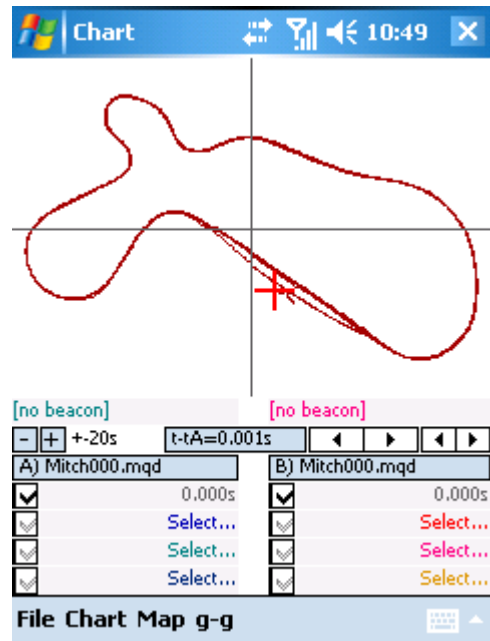 Chart 10:49
[no beacon] [no beacon]
- + +-20s t-tA=0.001s
A) Mitch000.mqd B) Mitch000.mqd
0.000s 0.000s
Select... Select...
Select... Select...
Select... Select...
File Chart Map g-g